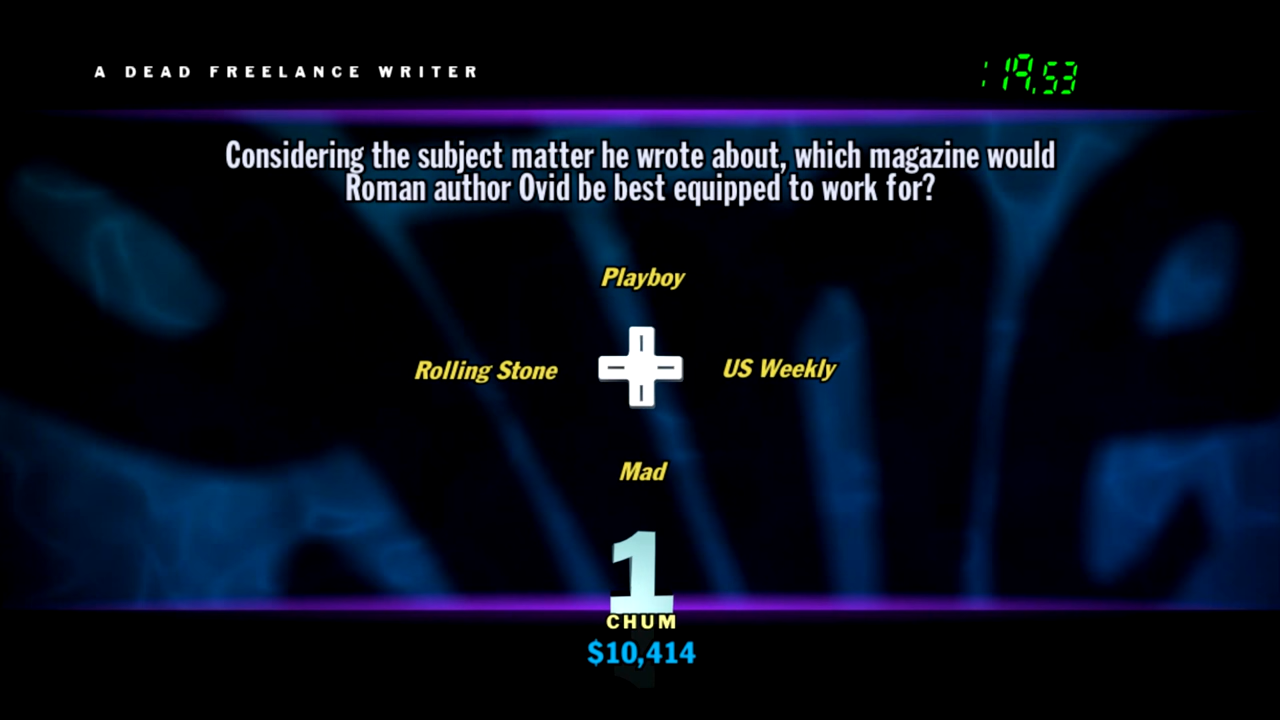 A DEAD FREELANCE WRITER
:19.53
Considering the subject matter he wrote about, which magazine would
Roman author Ovid be best equipped to work for?
Playboy
Rolling Stone
US Weekly
Mad
1
CHUM
$10,414